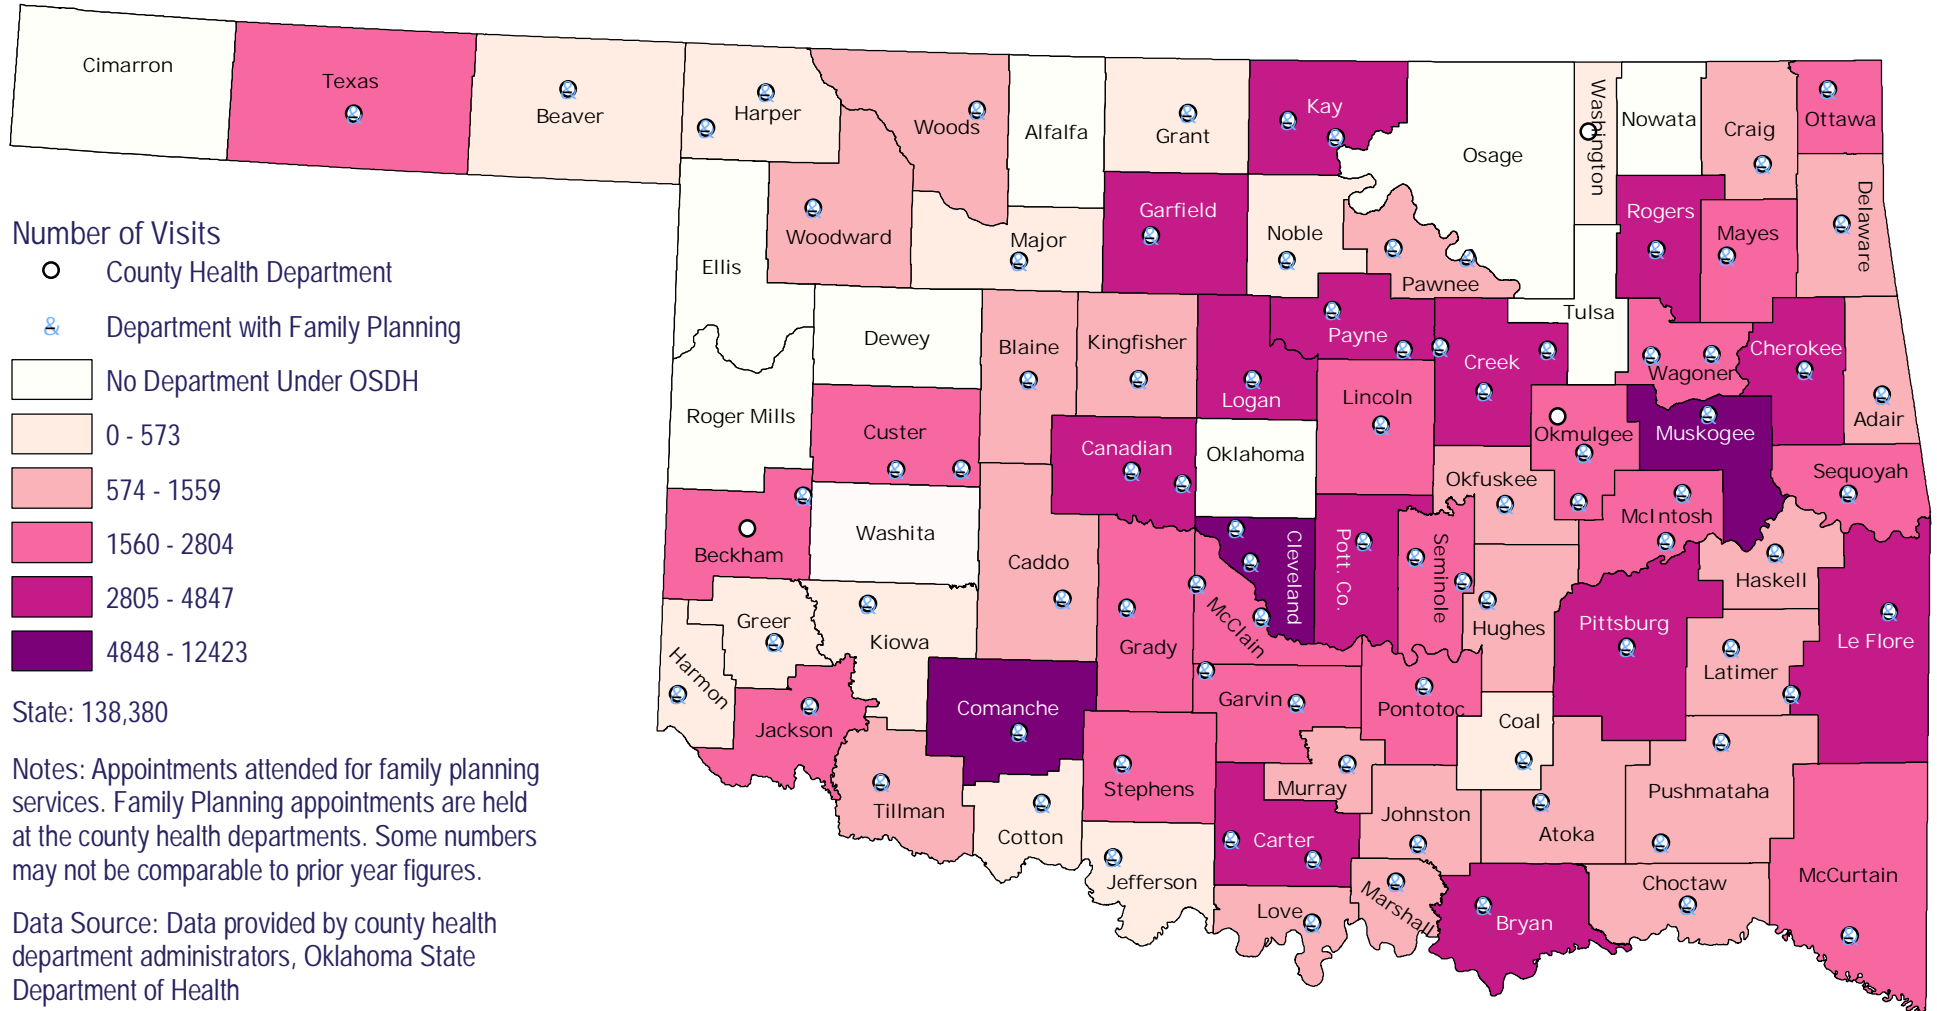 Cimarron
Texas
Beaver
Harper
Woods
Alfalfa
Grant
Kay
Osage
Washington
Nowata
Craig
Ottawa
Number of Visits
County Health Department
Department with Family Planning
No Department Under OSDH
0 - 573
574 - 1559
1560 - 2804
2805 - 4847
4848 - 12423
State: 138,380
Notes: Appointments attended for family planning
services. Family Planning appointments are held
at the county health departments. Some numbers
may not be comparable to prior year figures.
Data Source: Data provided by county health
department administrators, Oklahoma State
Department of Health
Ellis
Woodward
Major
Garfield
Noble
Pawnee
Rogers
Mayes
Delaware
Tulsa
Dewey
Blaine
Kingfisher
Logan
Payne
Creek
Wagoner
Cherokee
Adair
Roger Mills
Custer
Canadian
Oklahoma
Lincoln
Okmulgee
Muskogee
Sequoyah
Okfuskee
McIntosh
Beckham
Washita
Caddo
Grady
McClain
Cleveland
Pott. Co.
Seminole
Hughes
Haskell
Pittsburg
Latimer
Le Flore
Harmon
Greer
Kiowa
Jackson
Comanche
Garvin
Pontotoc
Coal
Tillman
Cotton
Stephens
Murray
Johnston
Atoka
Pushmataha
Jefferson
Carter
Love
Marshall
Bryan
Choctaw
McCurtain